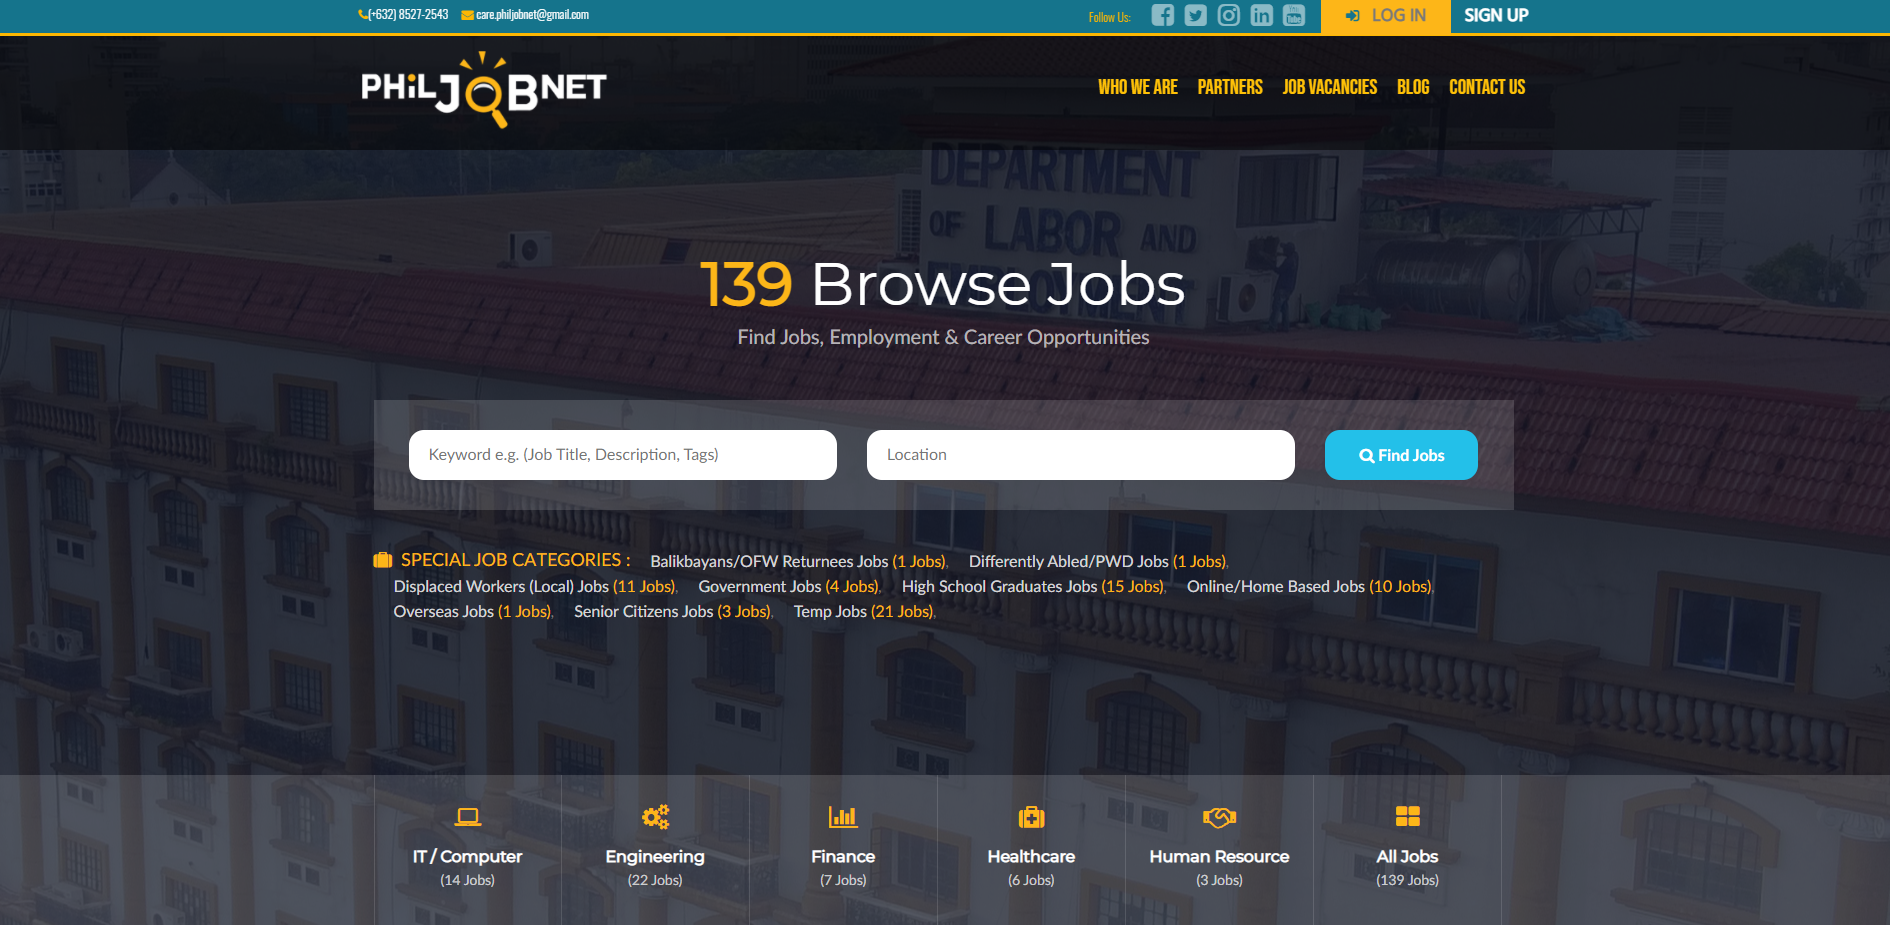 (+632) 8527-2543 care.philjobnet@gmail.com Follow Us: LOG IN SIGN UP
PHiLJOBNET WHO WE ARE PARTNERS JOB VACANCIES BLOG CONTACT US
DEPARTMENT
OF LABOR AND
139 Browse Jobs
Find Jobs, Employment & Career Opportunities
Keyword e.g. (Job Title, Description, Tags) Location Find Jobs
SPECIAL JOB CATEGORIES : Balikbayans/OFW Returnees Jobs (1 Jobs), Differently Abled/PWD Jobs (1 Jobs),
Displaced Workers (Local) Jobs (11 Jobs), Government Jobs (4 Jobs), High School Graduates Jobs (15 Jobs), Online/Home Based Jobs (10 Jobs),
Overseas Jobs (1 Jobs), Senior Citizens Jobs (3 Jobs), Temp Jobs (21 Jobs),
IT / Computer Engineering Finance Healthcare Human Resource All Jobs
(14 Jobs) (22 Jobs) (7 Jobs) (6 Jobs) (3 Jobs) (139 Jobs)